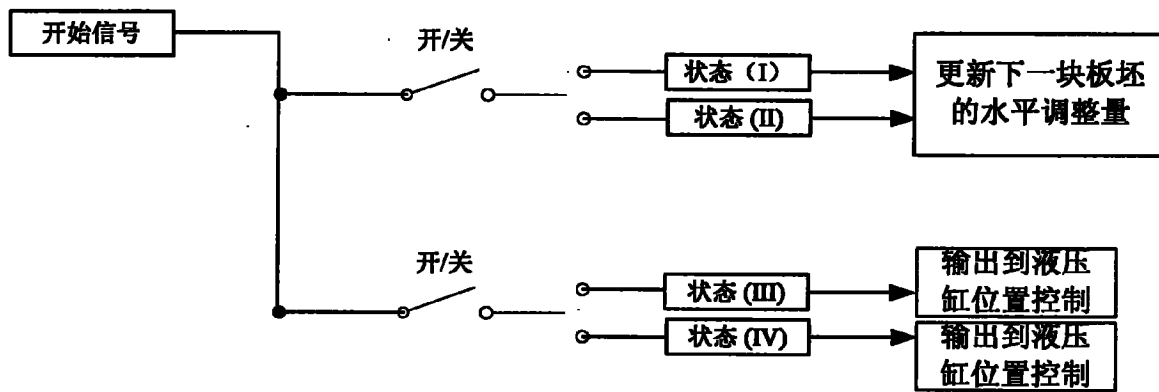 开始信号
开/关
状态（I）
状态 (II)
更新下一块板坯
的水平调整量
开/关
状态 (III)
状态 (IV)
输出到液压
缸位置控制
输出到液压
缸位置控制